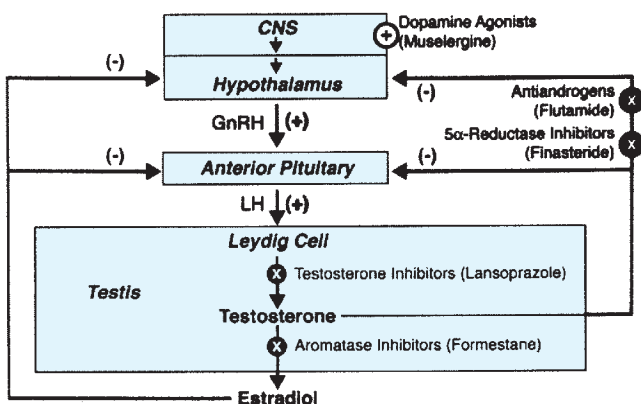 CNS
Dopamine Agonists
(Muselergine)
(-)
Hypothalamus
(-)
Antiandrogens
(Flutamide)
GnRH (+)
5α-Reductase Inhibitors
(Finasteride)
(-)
Anterior Pituitary
(-)
LH (+)
Leydig Cell
Testosterone Inhibitors (Lansoprazole)
Testis
Testosterone
Aromatase Inhibitors (Formestane)
Estradiol